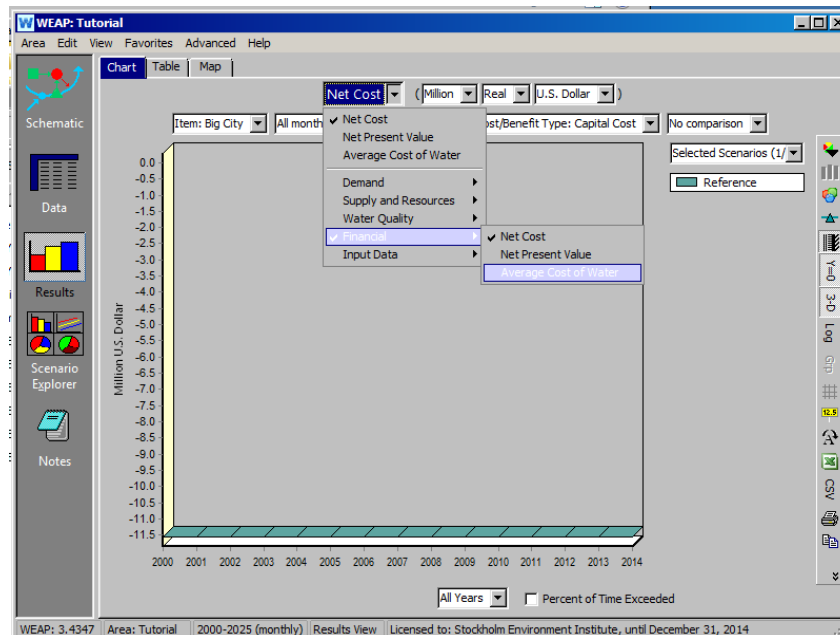 WEAP: Tutorial
Area Edit View Favorites Advanced Help
Chart Table Map
Net Cost ( Million Real U.S. Dollar )
Item: Big City All month ost/Benefit Type: Capital Cost No comparison
Net Cost
Net Present Value
Average Cost of Water
Demand
Supply and Resources
Water Quality
Financial
Input Data
Net Cost
Net Present Value
Average Cost of Water
Selected Scenarios (1/
Reference
Schematic
Data
Results
Scenario
Explorer
Notes
Million U.S. Dollar
0.0
-0.5
-1.0
-1.5
-2.0
-2.5
-3.0
-3.5
-4.0
-4.5
-5.0
-5.5
-6.0
-6.5
-7.0
-7.5
-8.0
-8.5
-9.0
-9.5
-10.0
-10.5
-11.0
-11.5
2000 2001 2002 2003 2004 2005 2006 2007 2008 2009 2010 2011 2012 2013 2014
All Years Percent of Time Exceeded
Y=0
3-D
Log
Grp
12.5
CSV
WEAP: 3.4347 Area: Tutorial 2000-2025 (monthly) Results View Licensed to: Stockholm Environment Institute, until December 31, 2014